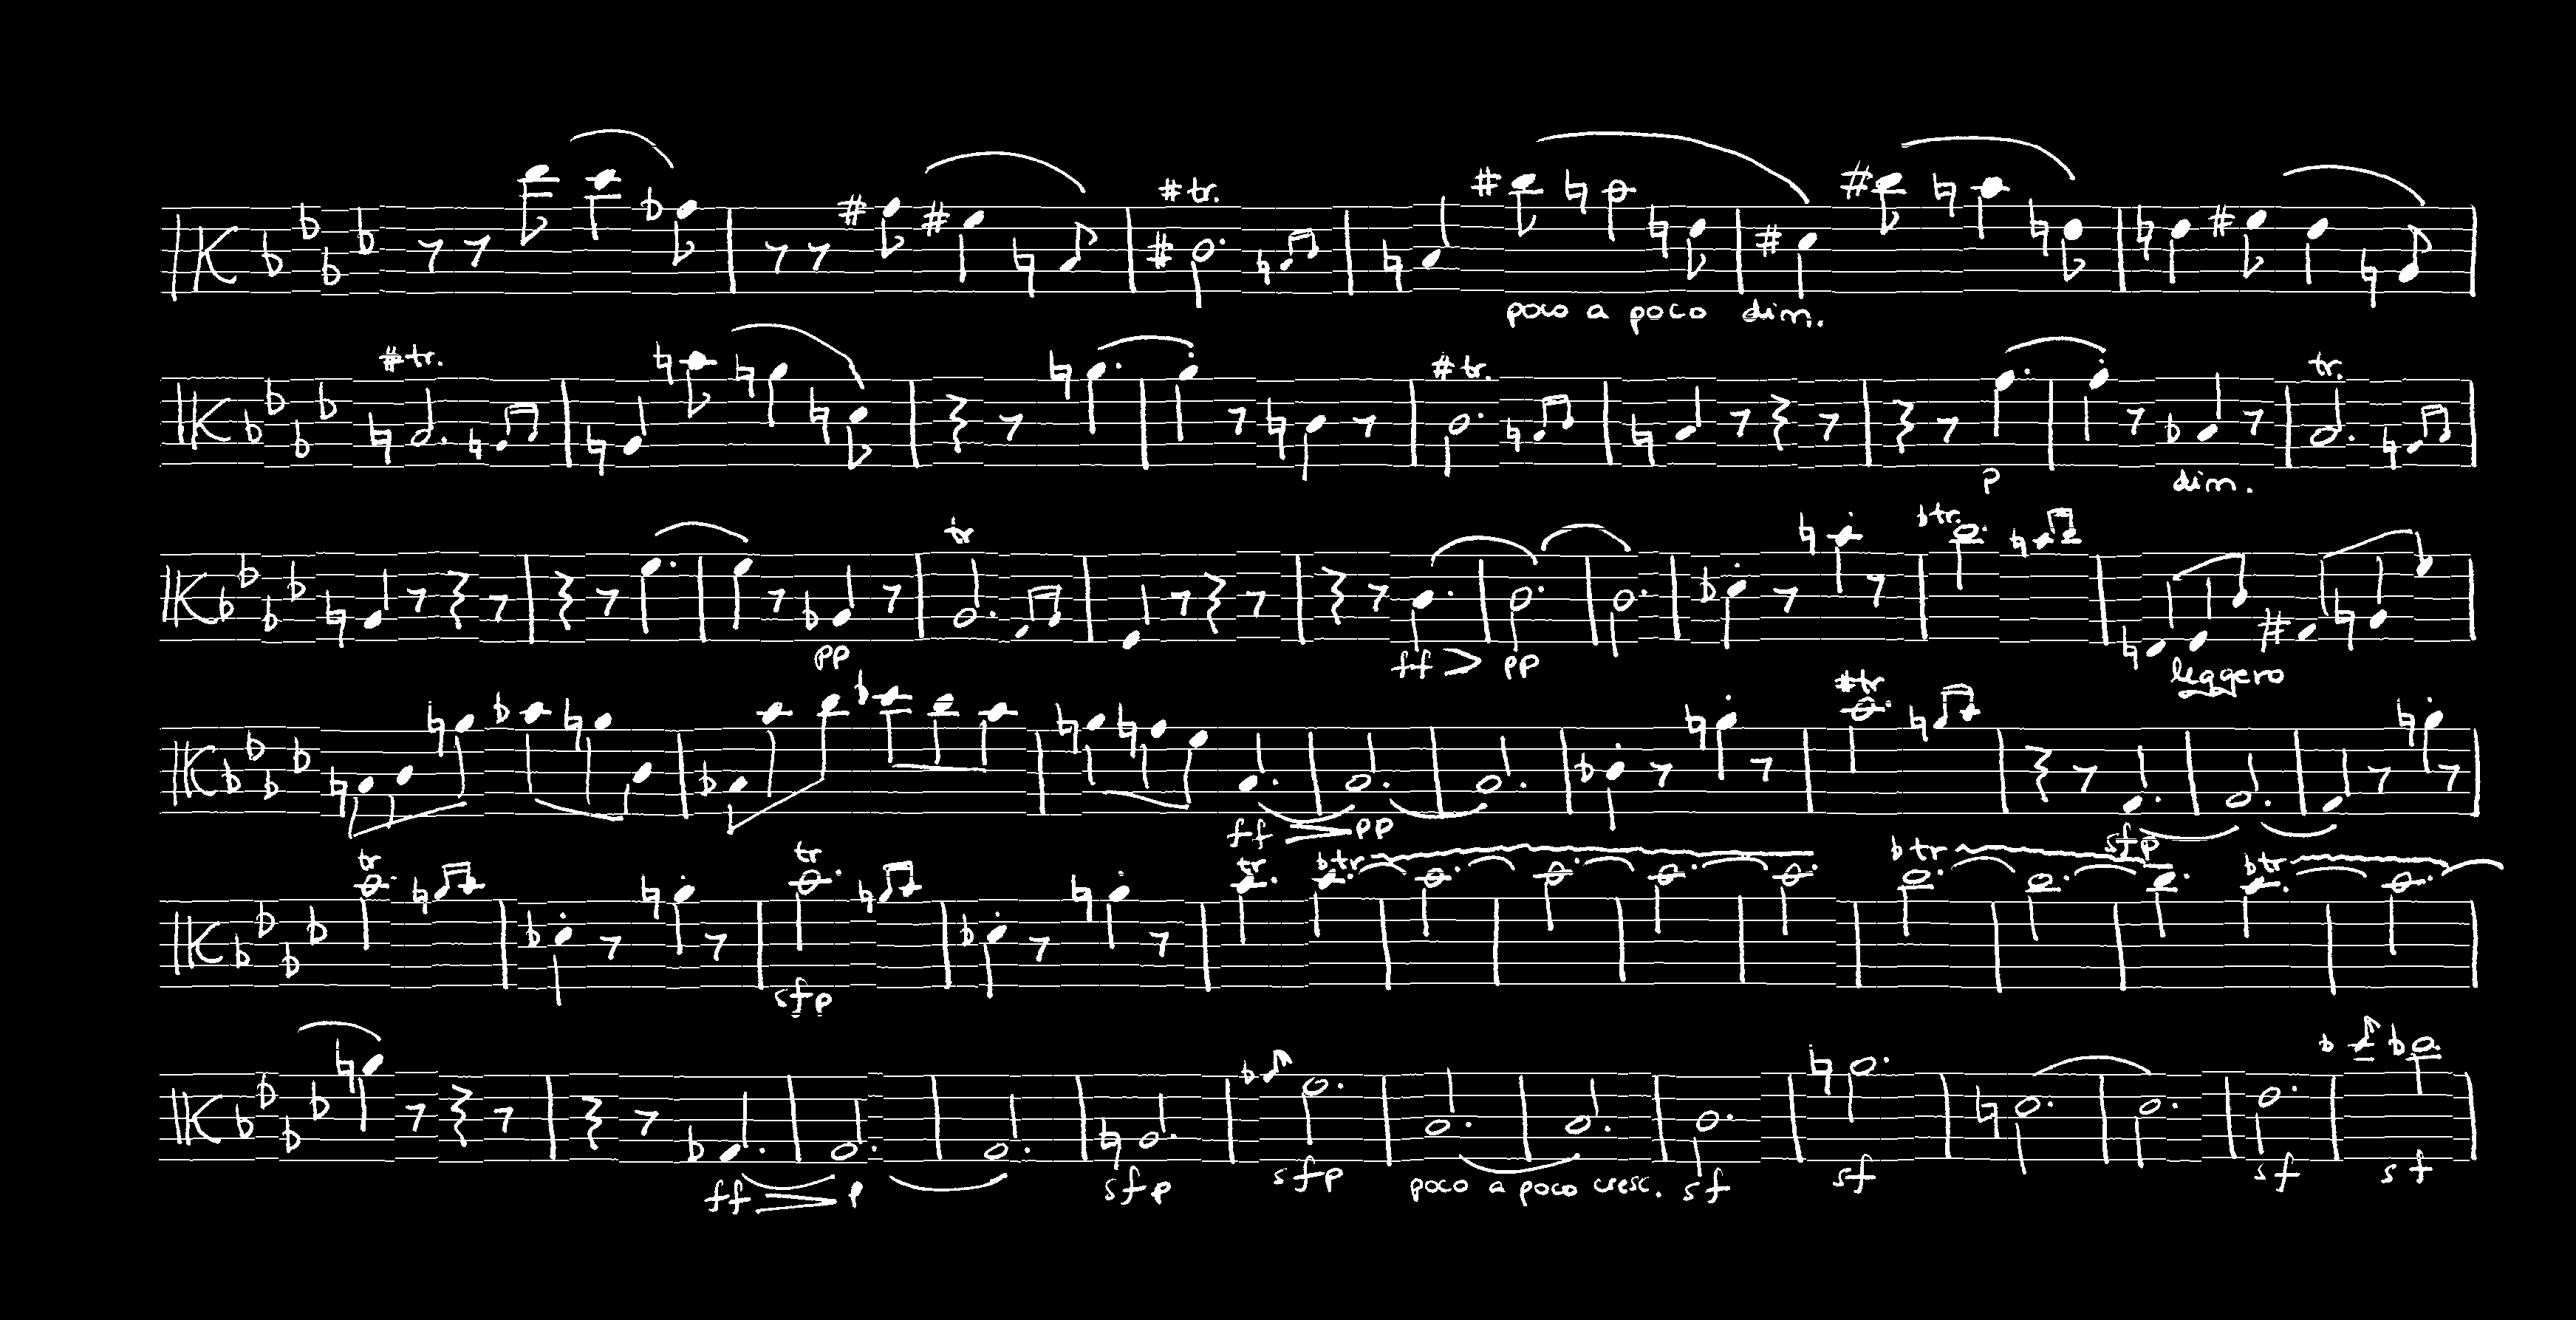 tr.
poco a poco dim.
tr. tr. tr.
p dim.
tr tr.
pp ff pp leggero
tr
ff pp sfp
tr tr tr. tr tr tr
sfp
ff p sfp sfp poco a poco cresc. sf sf sf sf